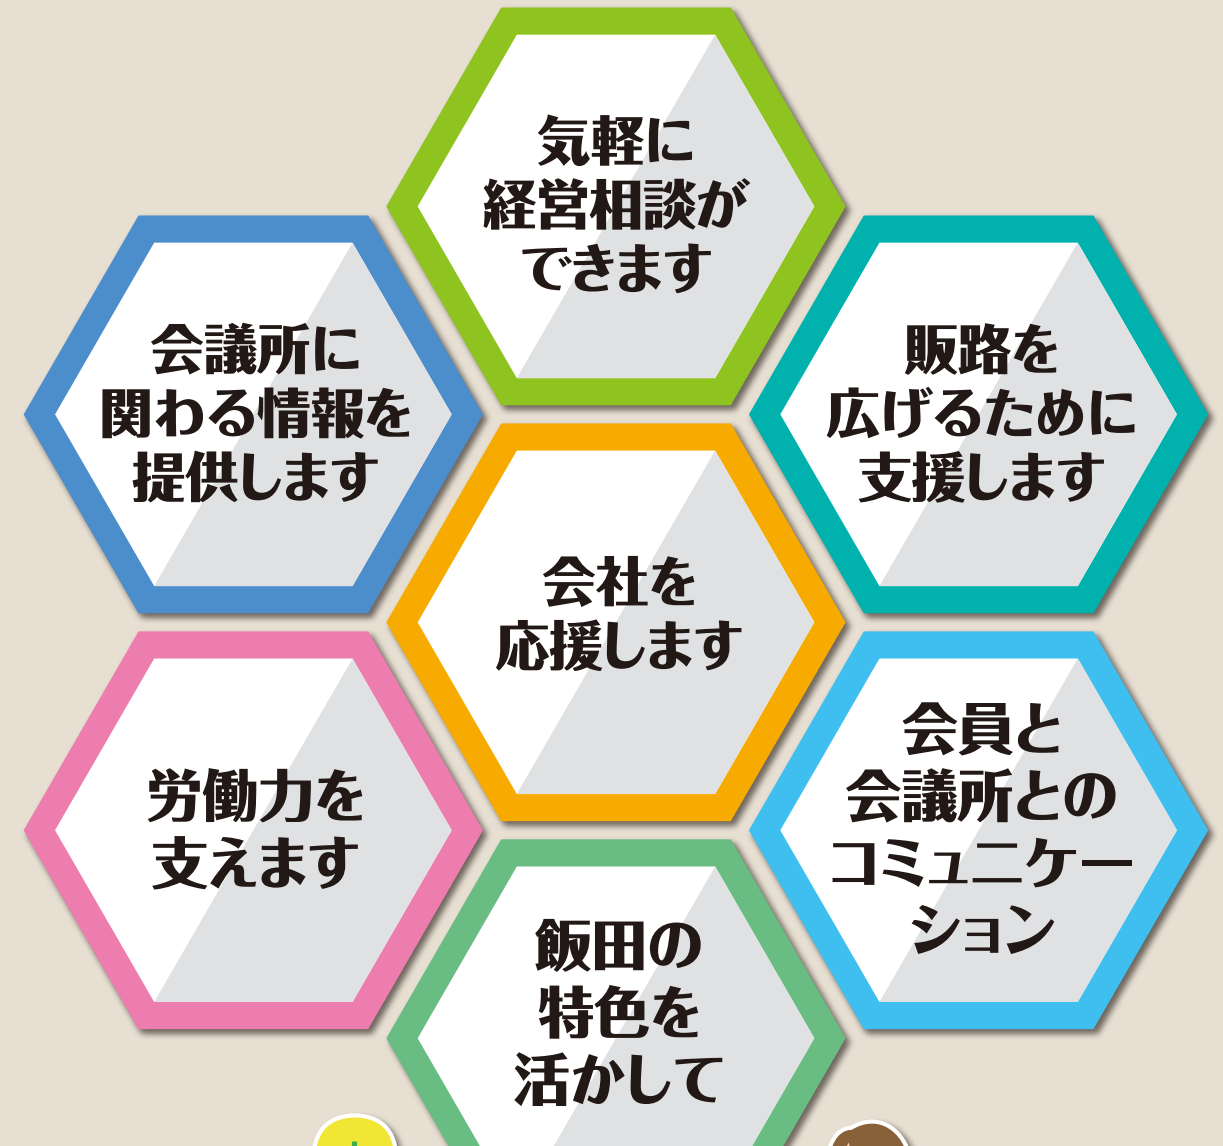 気軽に
経営相談が
できます
会議所に
関わる情報を
提供します
販路を
広げるために
支援します
会社を
応援します
労働力を
支えます
会員と
会議所との
コミュニケー
ション
飯田の
特色を
活かして